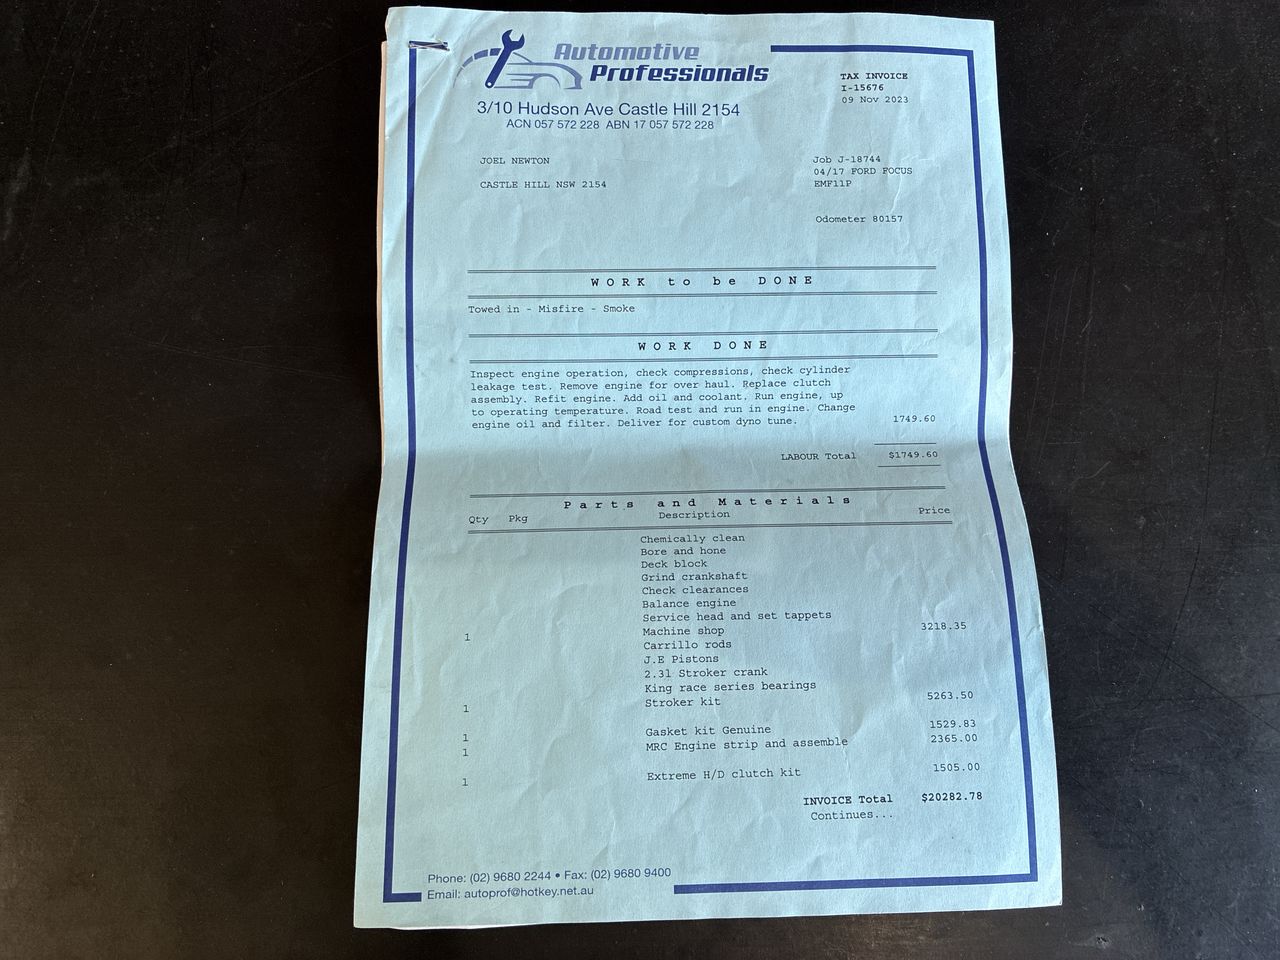 Automotive
Professionals
3/10 Hudson Ave Castle Hill 2154
ACN 057 572 228 ABN 17 057 572 228
TAX INVOICE
I-15676
09 Nov 2023
JOEL NEWTON
CASTLE HILL NSW 2154
Job J-18744
04/17 FORD FOCUS
EMF11P
Odometer 80157
WORK to be DONE
Towed in - Misfire - Smoke
WORK DONE
Inspect engine operation, check compressions, check cylinder
leakage test. Remove engine for over haul. Replace clutch
assembly. Refit engine. Add oil and coolant. Run engine, up
to operating temperature. Road test and run in engine. Change
engine oil and filter. Deliver for custom dyno tune. 1749.60
LABOUR Total $1749.60
Parts and Materials
Qty Pkg Description Price
Chemically clean
Bore and hone
Deck block
Grind crankshaft
Check clearances
Balance engine
Service head and set tappets
1 Machine shop 3218.35
Carrillo rods
J.E Pistons
2.3l Stroker crank
King race series bearings
1 Stroker kit 5263.50
1 Gasket kit Genuine 1529.83
1 MRC Engine strip and assemble 2365.00
1 Extreme H/D clutch kit 1505.00
INVOICE Total $20282.78
Continues...
Phone: (02) 9680 2244 • Fax: (02) 9680 9400
Email: autoprof@hotkey.net.au